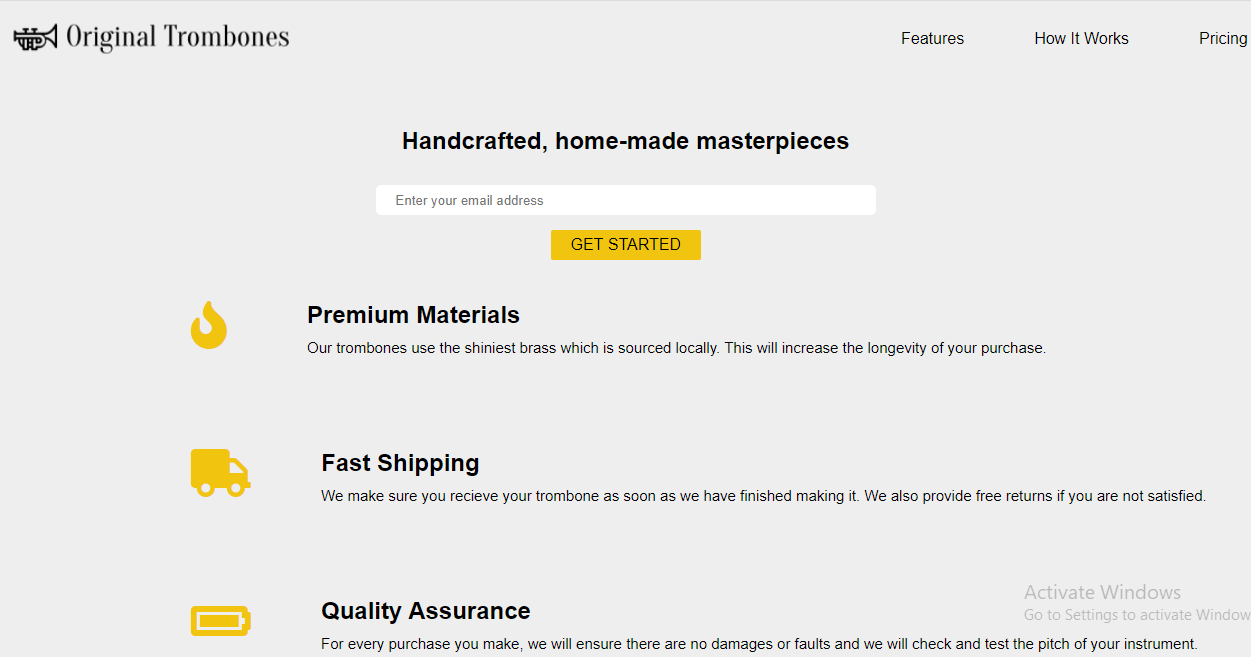 Original Trombones
Features
How It Works
Pricing
Handcrafted, home-made masterpieces
Enter your email address
GET STARTED
Premium Materials
Our trombones use the shiniest brass which is sourced locally. This will increase the longevity of your purchase.
Fast Shipping
We make sure you recieve your trombone as soon as we have finished making it. We also provide free returns if you are not satisfied.
Quality Assurance
For every purchase you make, we will ensure there are no damages or faults and we will check and test the pitch of your instrument.
Activate Windows
Go to Settings to activate Window